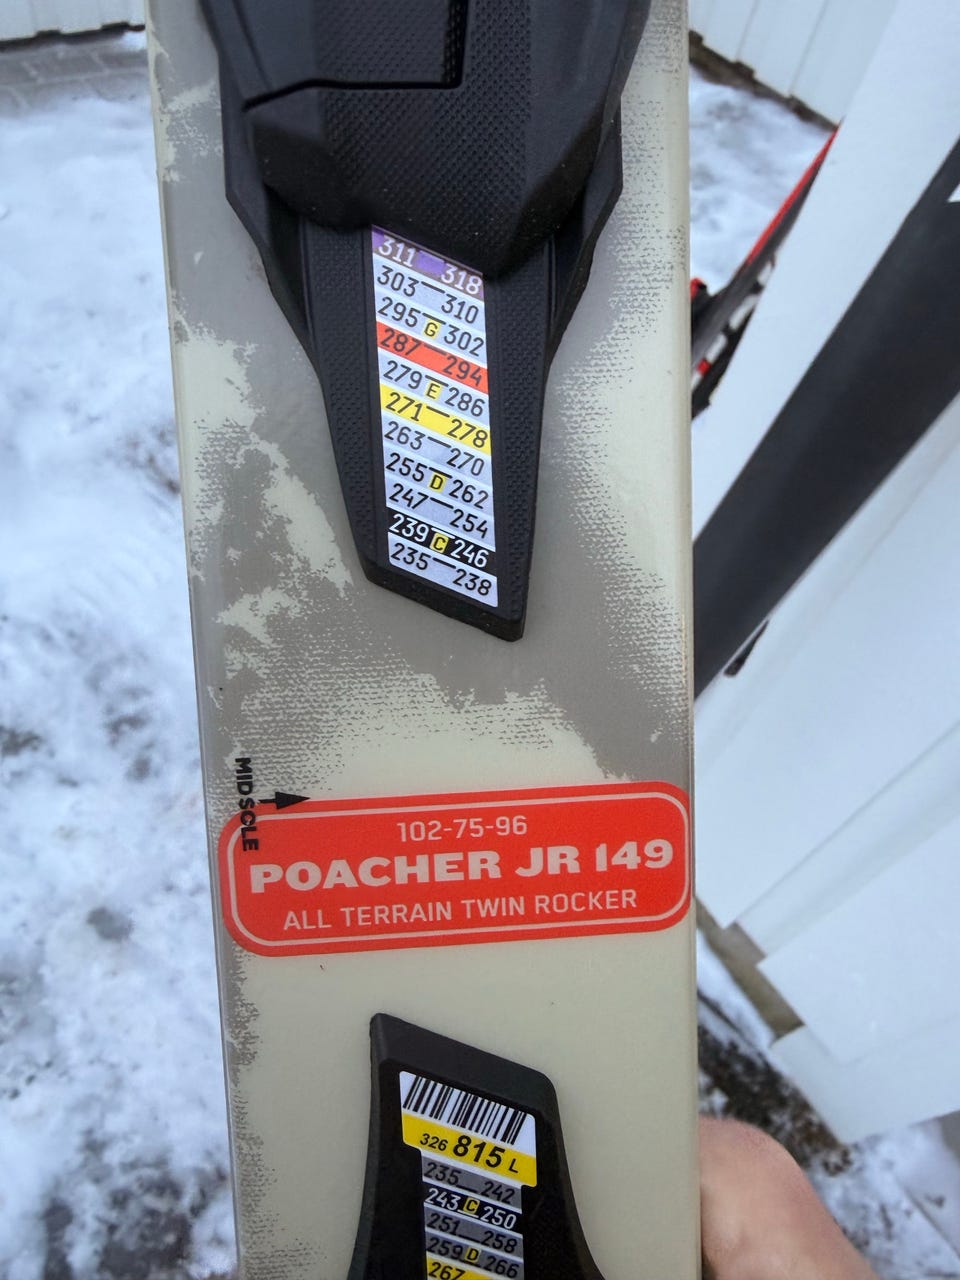 311 318
303 310
295 G 302
287 294
279 E 286
271 278
263 270
255 D 262
247 254
239 C 246
235 238
MIDSOLE
102-75-96
POACHER JR 149
ALL TERRAIN TWIN ROCKER
326 815 L
235 242
243 C 250
251 258
259 D 266
267